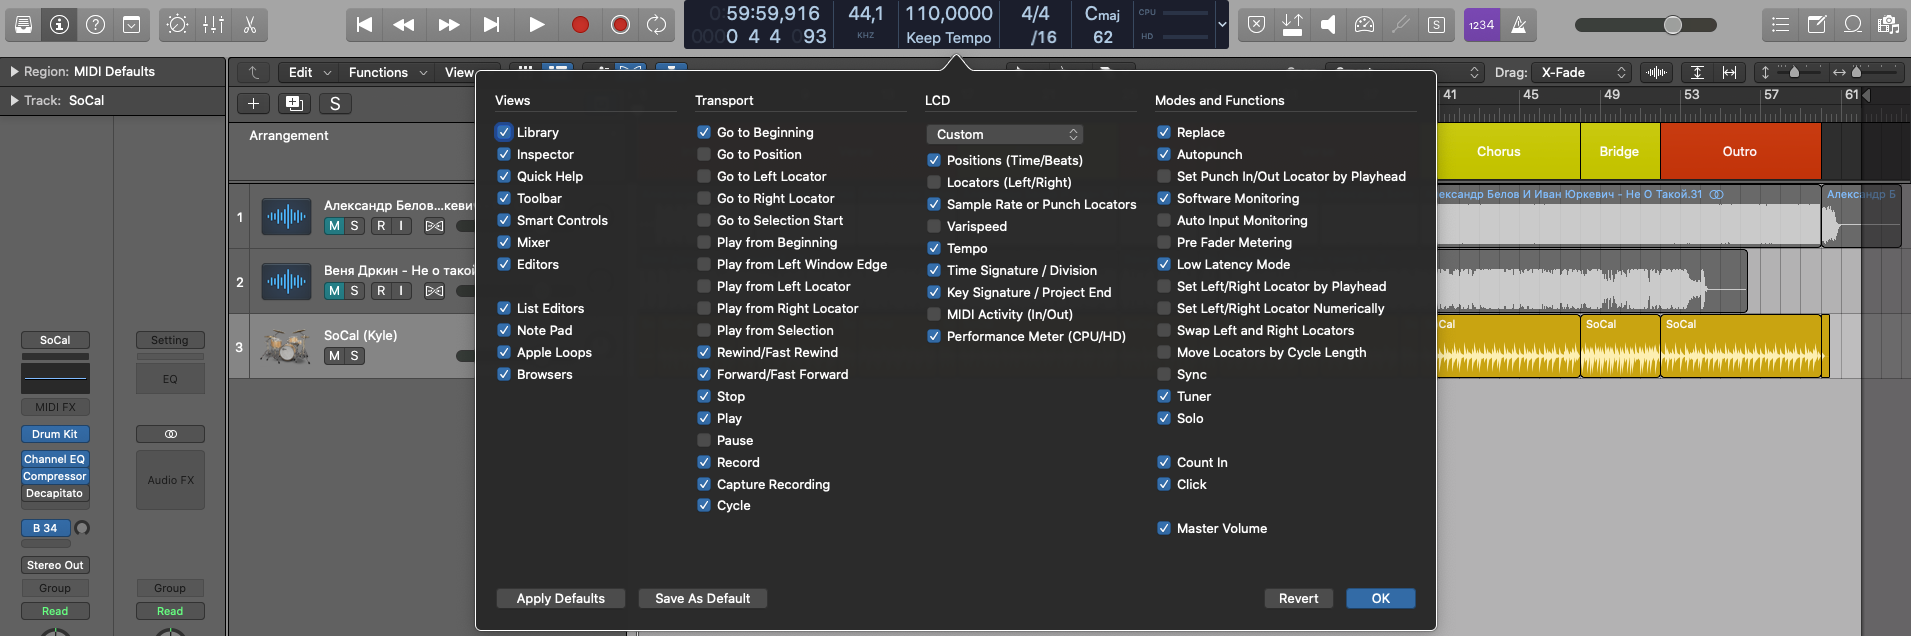 59:59,916
44,1
KHZ
110,0000
Keep Tempo
4/4
/16
Cmaj
62
CPU
HD
0 4 4 93
S
1234
Region: MIDI Defaults
Edit
Functions
View
Drag: X-Fade
Track: SoCal
S
41 45 49 53 57 61
Arrangement
Chorus
Bridge
Outro
1
Александр Белов...кевич
M S R I
2
Веня Дркин - Не о такой
M S R I
3
SoCal (Kyle)
M S
ександр Белов И Иван Юркевич - Не О Такой.31
Александр Б
Cal
SoCal
SoCal
Views
Library
Inspector
Quick Help
Toolbar
Smart Controls
Mixer
Editors
List Editors
Note Pad
Apple Loops
Browsers
Transport
Go to Beginning
Go to Position
Go to Left Locator
Go to Right Locator
Go to Selection Start
Play from Beginning
Play from Left Window Edge
Play from Left Locator
Play from Right Locator
Play from Selection
Rewind/Fast Rewind
Forward/Fast Forward
Stop
Play
Pause
Record
Capture Recording
Cycle
LCD
Custom
Positions (Time/Beats)
Locators (Left/Right)
Sample Rate or Punch Locators
Varispeed
Tempo
Time Signature / Division
Key Signature / Project End
MIDI Activity (In/Out)
Performance Meter (CPU/HD)
Modes and Functions
Replace
Autopunch
Set Punch In/Out Locator by Playhead
Software Monitoring
Auto Input Monitoring
Pre Fader Metering
Low Latency Mode
Set Left/Right Locator by Playhead
Set Left/Right Locator Numerically
Swap Left and Right Locators
Move Locators by Cycle Length
Sync
Tuner
Solo
Count In
Click
Master Volume
Apply Defaults
Save As Default
Revert
OK
SoCal
MIDI FX
Drum Kit
Channel EQ
Compressor
Decapitato
B 34
Stereo Out
Group
Read
Setting
EQ
Audio FX
Group
Read